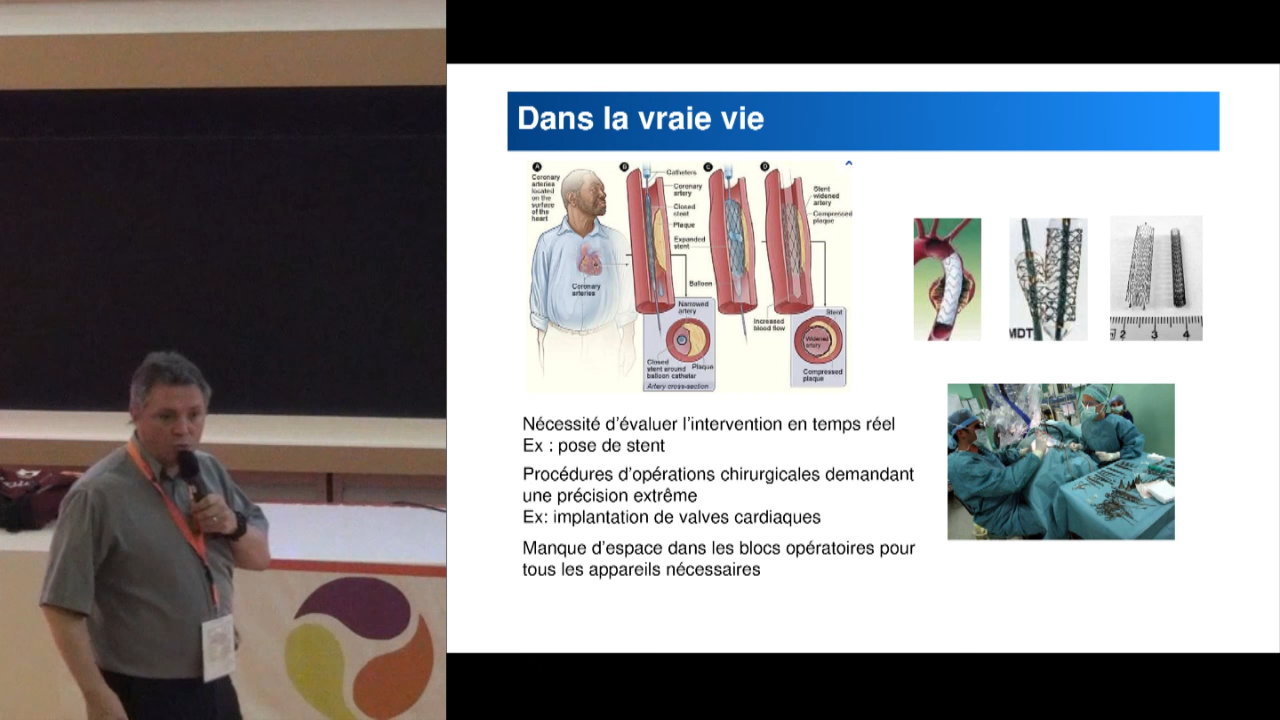 Dans la vraie vie
A
B
C
D
Coronary
arteries
located
on the
surface
of the
heart
Coronary
arteries
Catheters
Coronary
artery
Closed
stent
Plaque
Expanded
stent
Balloon
Stent
widened
artery
Compressed
plaque
Narrowed
artery
Closed
stent around
balloon catheter
Plaque
Artery cross-section
Increased
blood flow
Stent
Widened
artery
Compressed
plaque
MDT
2 3 4
Nécessité d'évaluer l'intervention en temps réel
Ex : pose de stent
Procédures d'opérations chirurgicales demandant
une précision extrême
Ex: implantation de valves cardiaques
Manque d'espace dans les blocs opératoires pour
tous les appareils nécessaires